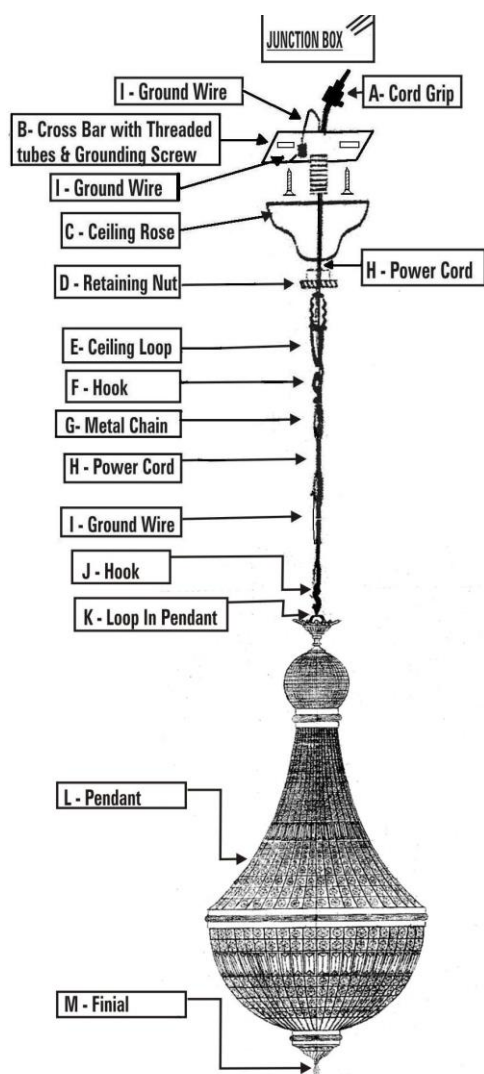 JUNCTION BOX
I - Ground Wire
A- Cord Grip
B- Cross Bar with Threaded
tubes & Grounding Screw
I - Ground Wire
C - Ceiling Rose
H - Power Cord
D - Retaining Nut
E- Ceiling Loop
F - Hook
G- Metal Chain
H - Power Cord
I - Ground Wire
J - Hook
K - Loop In Pendant
L - Pendant
M - Finial